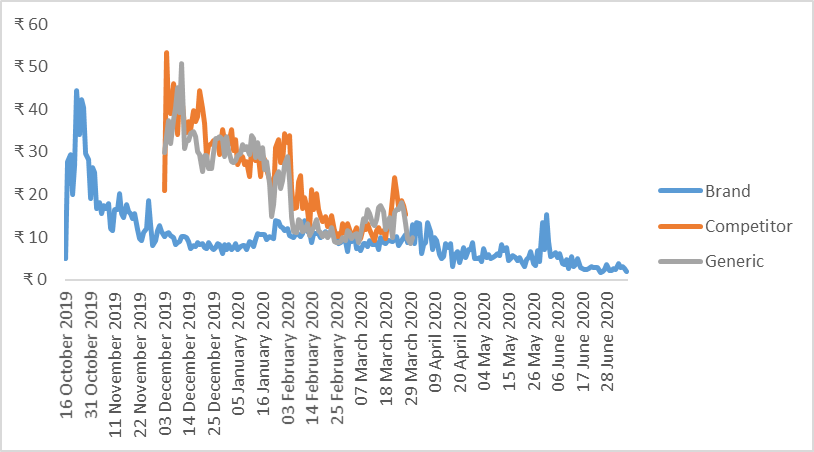 ₹ 60
₹ 50
₹ 40
₹ 30
₹ 20
₹ 10
₹ 0
16 October 2019
31 October 2019
11 November 2019
22 November 2019
03 December 2019
14 December 2019
25 December 2019
05 January 2020
16 January 2020
03 February 2020
14 February 2020
25 February 2020
07 March 2020
18 March 2020
29 March 2020
09 April 2020
20 April 2020
04 May 2020
15 May 2020
26 May 2020
06 June 2020
17 June 2020
28 June 2020
Brand
Competitor
Generic